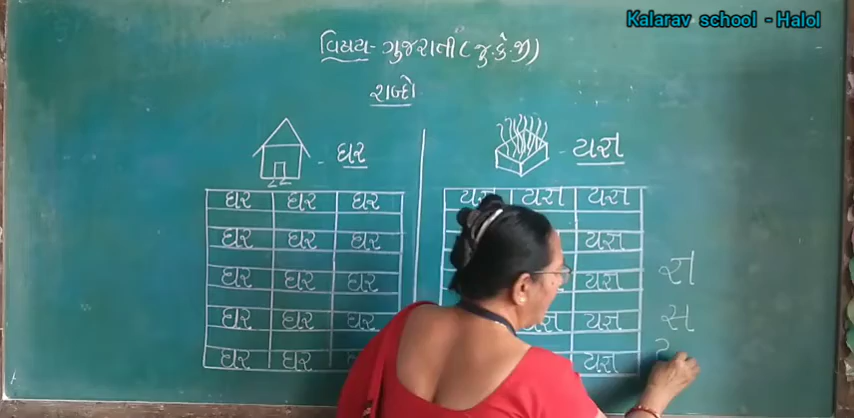 Kalarav school - Halol
વિષય - ગુજરાતી ( જુ. કે. જી )
શબ્દો
- ઘર - યજ્ઞ
ઘર ઘર ઘર યજ્ઞ યજ્ઞ યજ્ઞ
ઘર ઘર ઘર યજ્ઞ
ઘર ઘર ઘર યજ્ઞ જ્ઞ
ઘર ઘર ઘર યજ્ઞ સ
ઘર ઘર યજ્ઞ